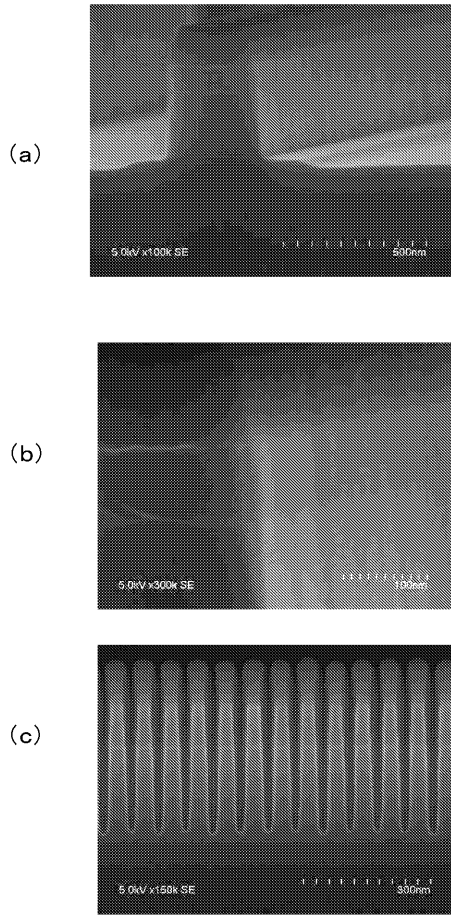 (a)
5.0kV x100k SE
500nm
(b)
5.0kV x300k SE
100nm
(c)
5.0kV x150k SE
300nm